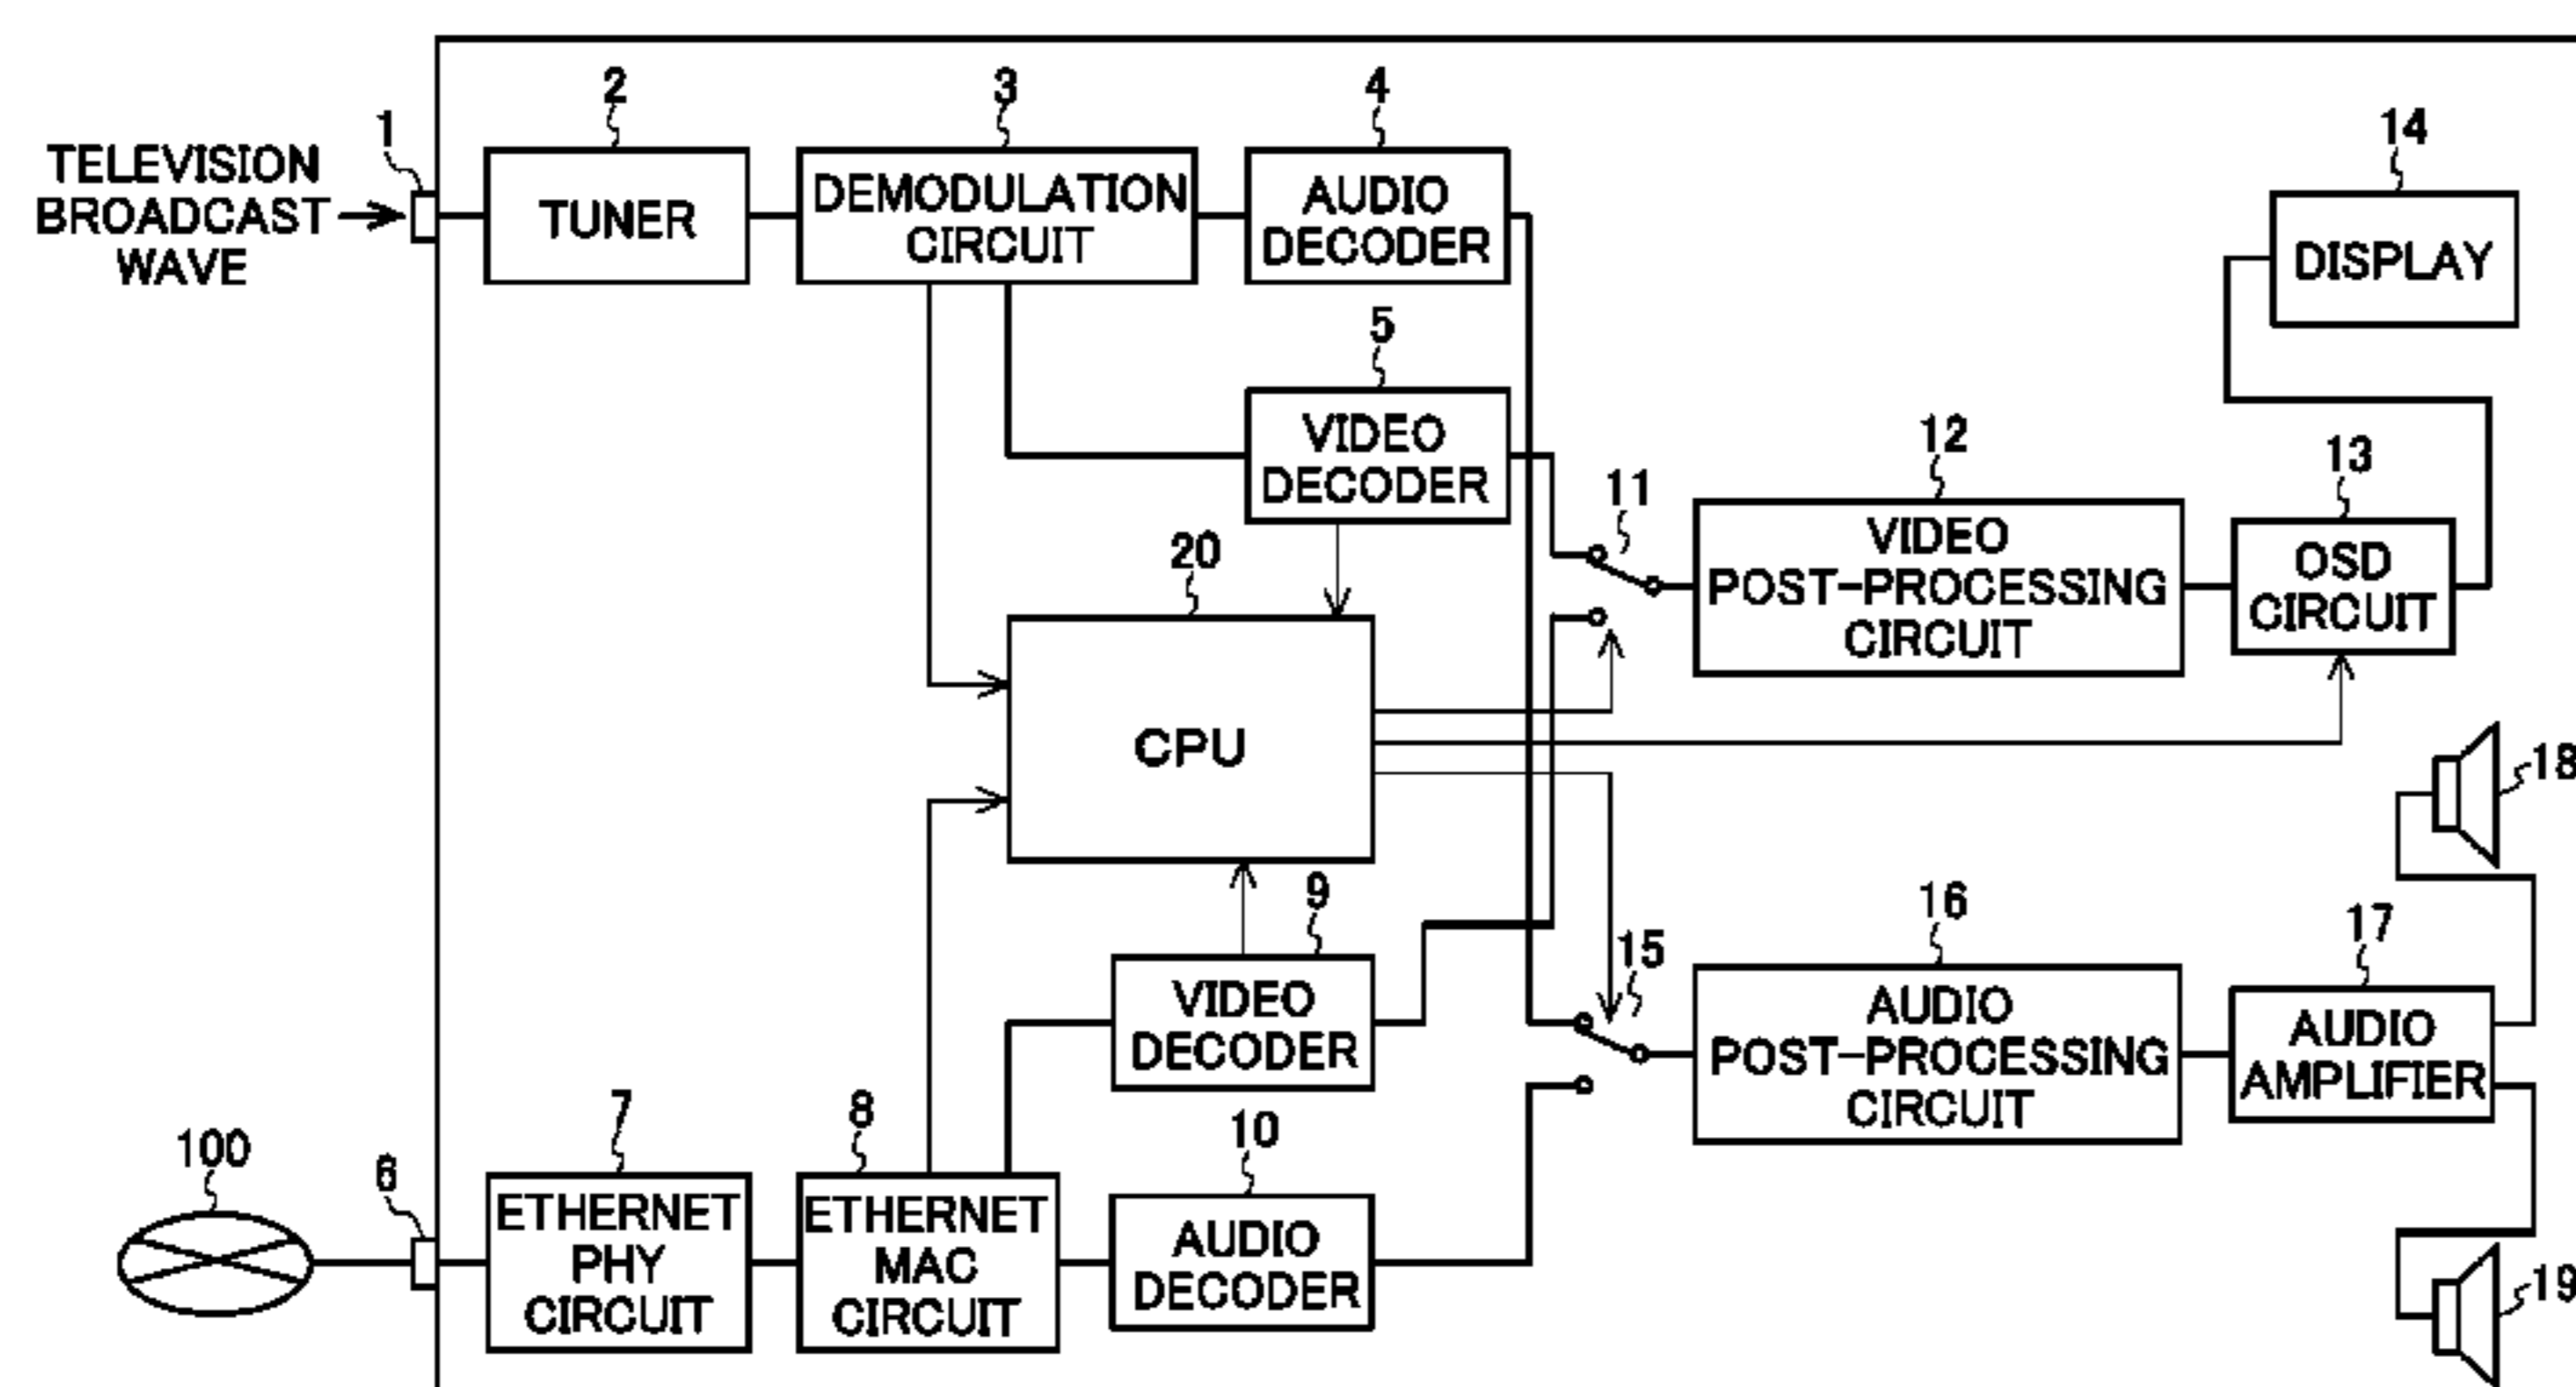 1
2
3
4
TELEVISION
BROADCAST
WAVE
TUNER
DEMODULATION
CIRCUIT
AUDIO
DECODER
14
DISPLAY
5
VIDEO
DECODER
11
12
VIDEO
POST-PROCESSING
CIRCUIT
13
OSD
CIRCUIT
20
CPU
18
9
VIDEO
DECODER
15
16
AUDIO
POST-PROCESSING
CIRCUIT
17
AUDIO
AMPLIFIER
100
6
7
ETHERNET
PHY
CIRCUIT
8
ETHERNET
MAC
CIRCUIT
10
AUDIO
DECODER
19